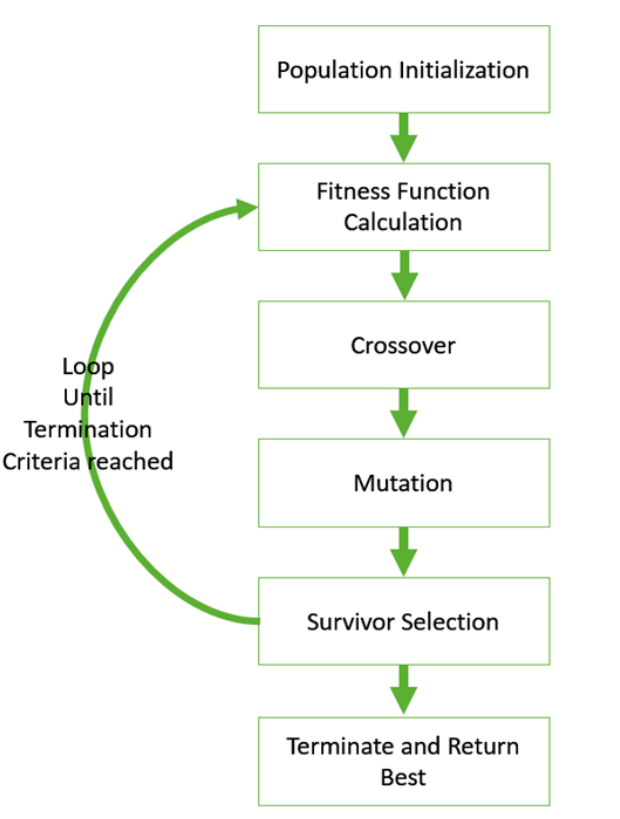 Population Initialization
Fitness Function
Calculation
Crossover
Loop
Until
Termination
Criteria reached
Mutation
Survivor Selection
Terminate and Return
Best